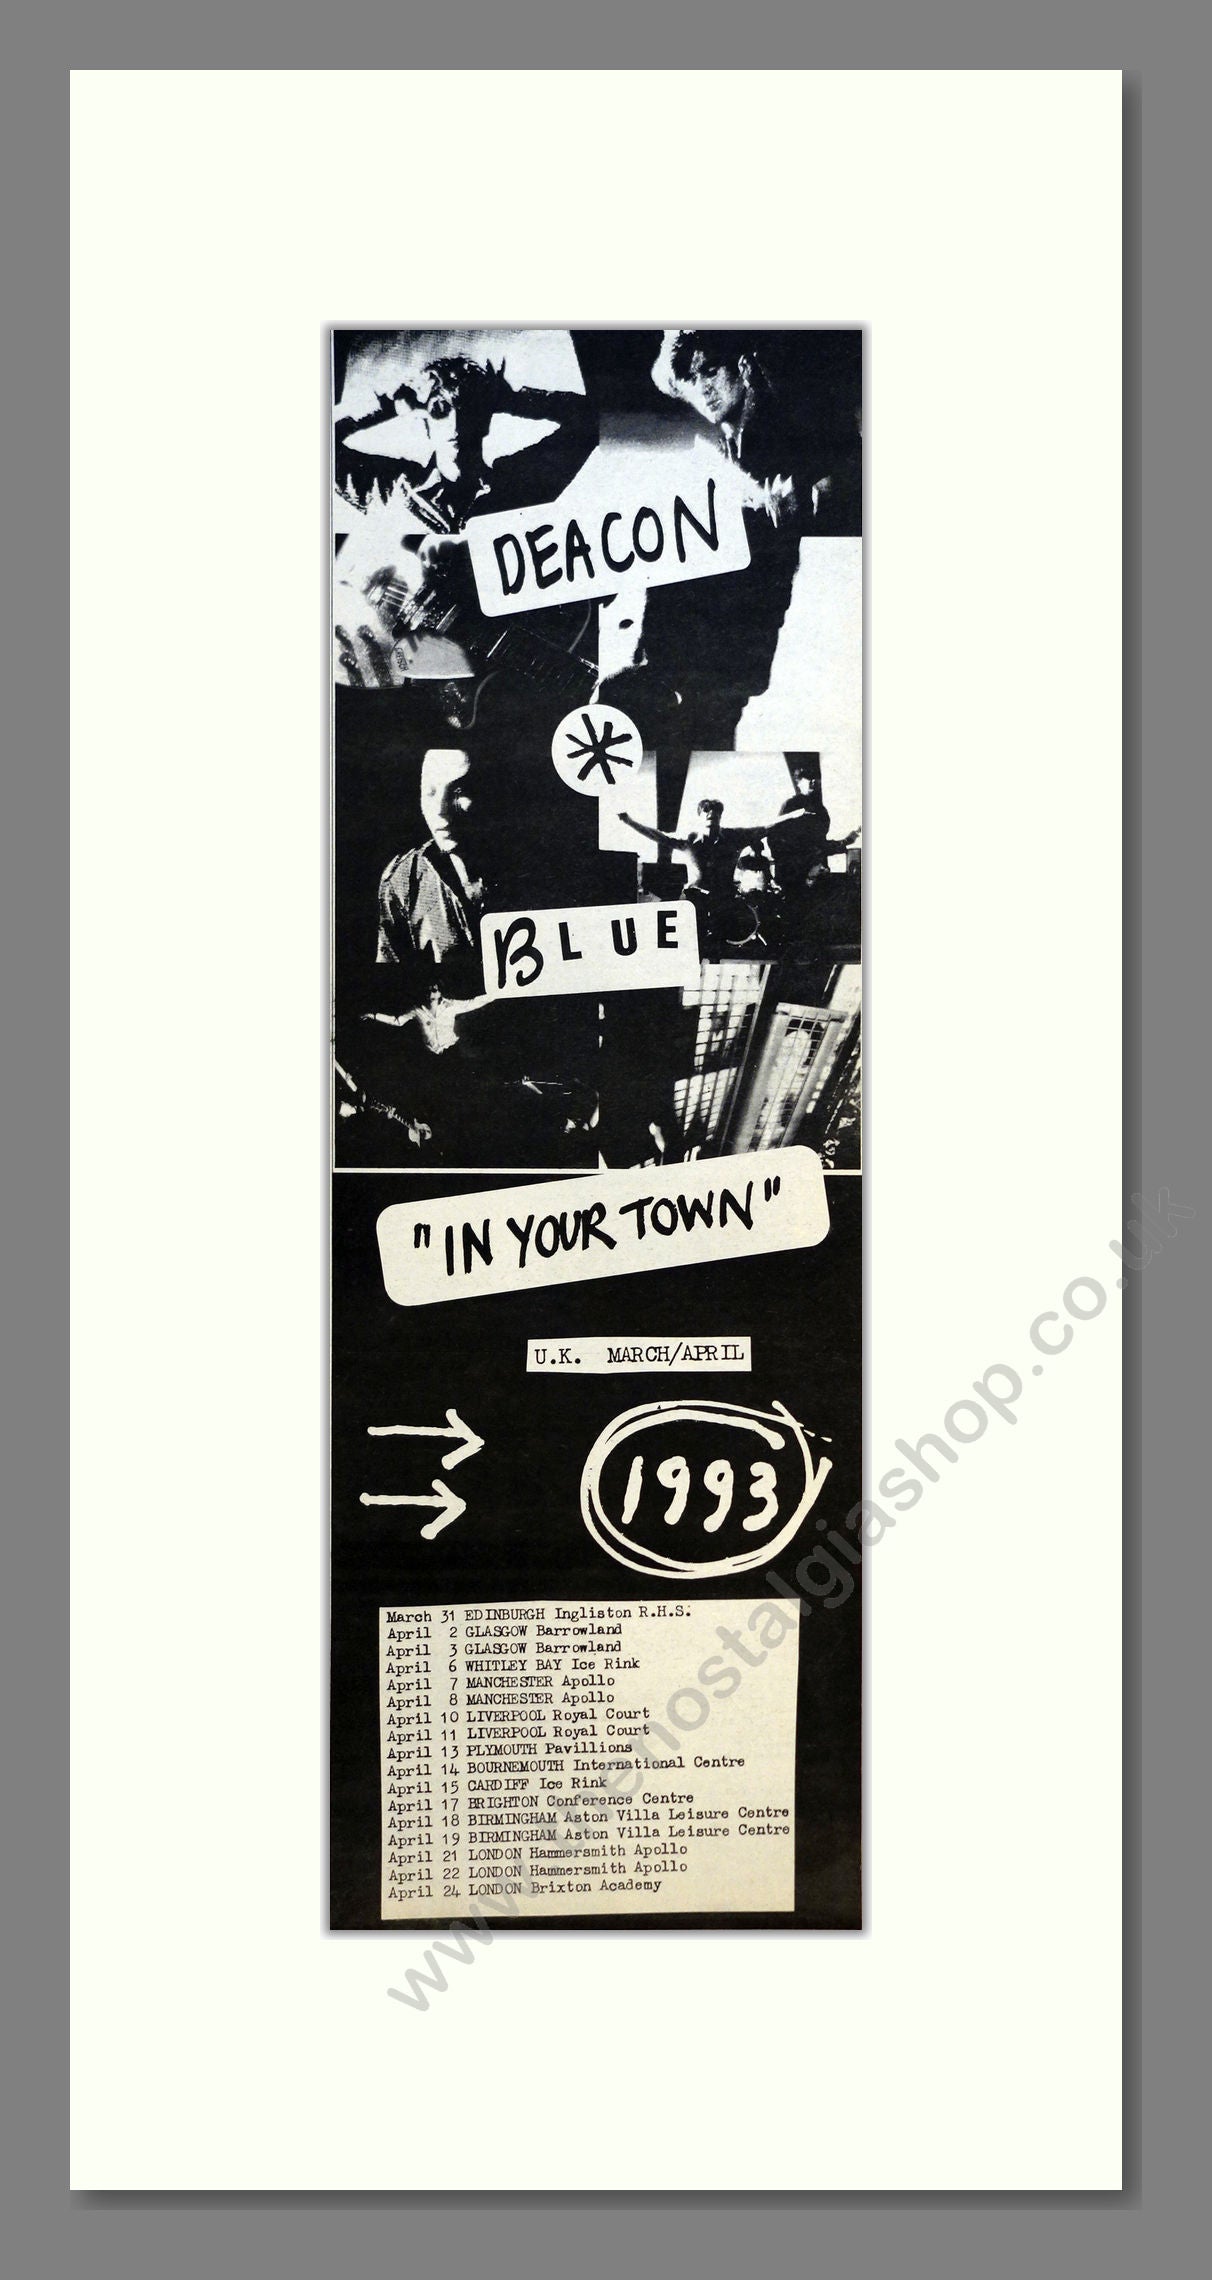 DEACON
*
BLUE
"IN YOUR TOWN"
U.K. MARCH/APRIL
1993
March 31 EDINBURGH Ingliston R.H.S.
April 2 GLASGOW Barrowland
April 3 GLASGOW Barrowland
April 6 WHITLEY BAY Ice Rink
April 7 MANCHESTER Apollo
April 8 MANCHESTER Apollo
April 10 LIVERPOOL Royal Court
April 11 LIVERPOOL Royal Court
April 13 PLYMOUTH Pavillions
April 14 BOURNEMOUTH International Centre
April 15 CARDIFF Ice Rink
April 17 BRIGHTON Conference Centre
April 18 BIRMINGHAM Aston Villa Leisure Centre
April 19 BIRMINGHAM Aston Villa Leisure Centre
April 21 LONDON Hammersmith Apollo
April 22 LONDON Hammersmith Apollo
April 24 LONDON Brixton Academy
www.thenostalgiashop.co.uk